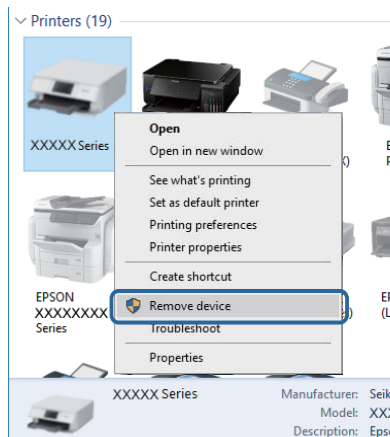 Printers (19)
XXXXX Series
Open
Open in new window
See what's printing
Set as default printer
Printing preferences
Printer properties
Create shortcut
Remove device
Troubleshoot
Properties
EPSON
XXXXXXXX
Series
XXXXX Series
Manufacturer:
Model:
Description: